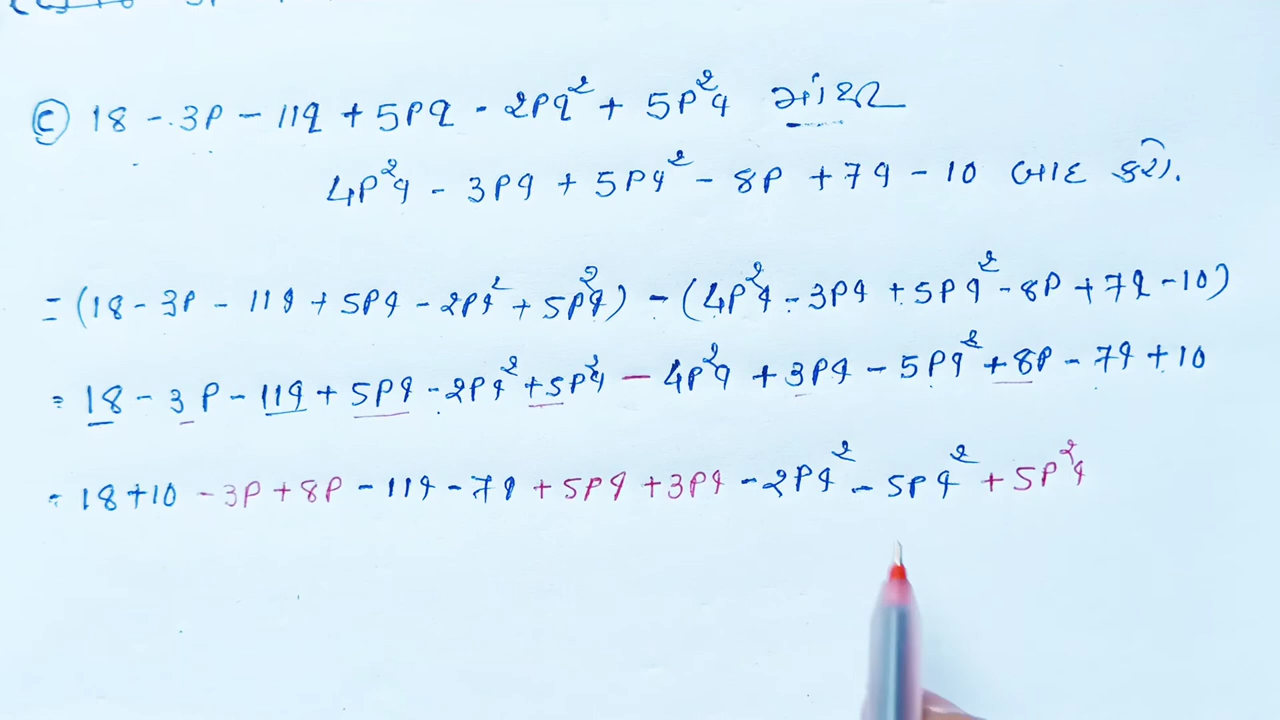 (c) 18 - 3P - 11q + 5Pq - 2Pq² + 5P²q માંથી
4P²q - 3Pq + 5Pq² - 8P + 7q - 10 બાદ કરો.
= (18 - 3P - 11q + 5Pq - 2Pq² + 5P²q) - (4P²q - 3Pq + 5Pq² - 8P + 7q - 10)
= 18 - 3P - 11q + 5Pq - 2Pq² + 5P²q - 4P²q + 3Pq - 5Pq² + 8P - 7q + 10
= 18 + 10 - 3P + 8P - 11q - 7q + 5Pq + 3Pq - 2Pq² - 5Pq² + 5P²q